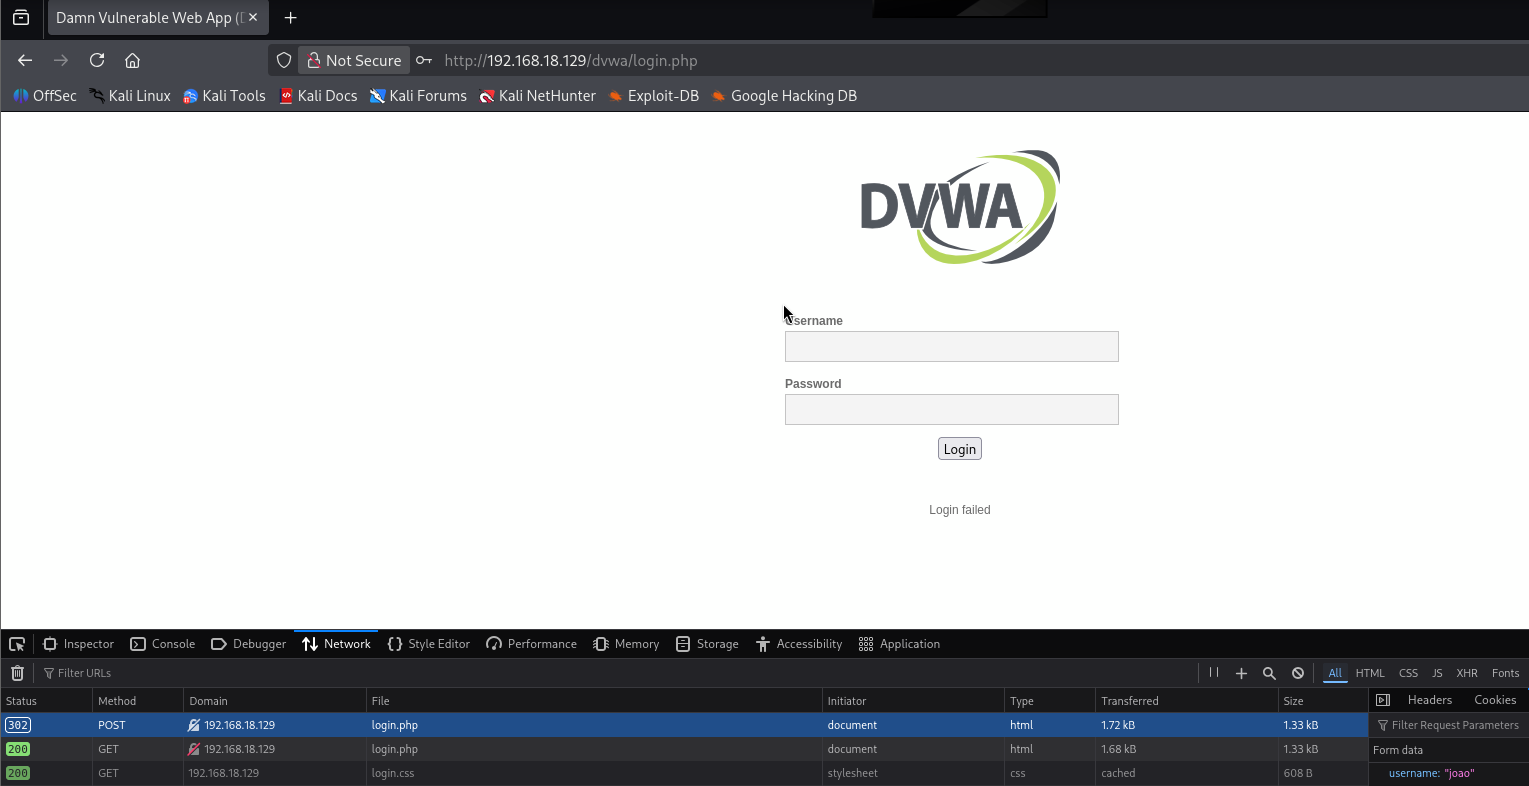 Damn Vulnerable Web App (D
Not Secure http://192.168.18.129/dvwa/login.php
OffSec Kali Linux Kali Tools Kali Docs Kali Forums Kali NetHunter Exploit-DB Google Hacking DB
DVWA
Username
Password
Login
Login failed
Inspector Console Debugger Network Style Editor Performance Memory Storage Accessibility Application
Filter URLs All HTML CSS JS XHR Fonts
Status Method Domain File Initiator Type Transferred Size Headers Cookies
302 POST 192.168.18.129 login.php document html 1.72 kB 1.33 kB Filter Request Parameters
200 GET 192.168.18.129 login.php document html 1.68 kB 1.33 kB Form data
200 GET 192.168.18.129 login.css stylesheet css cached 608 B username: "joao"